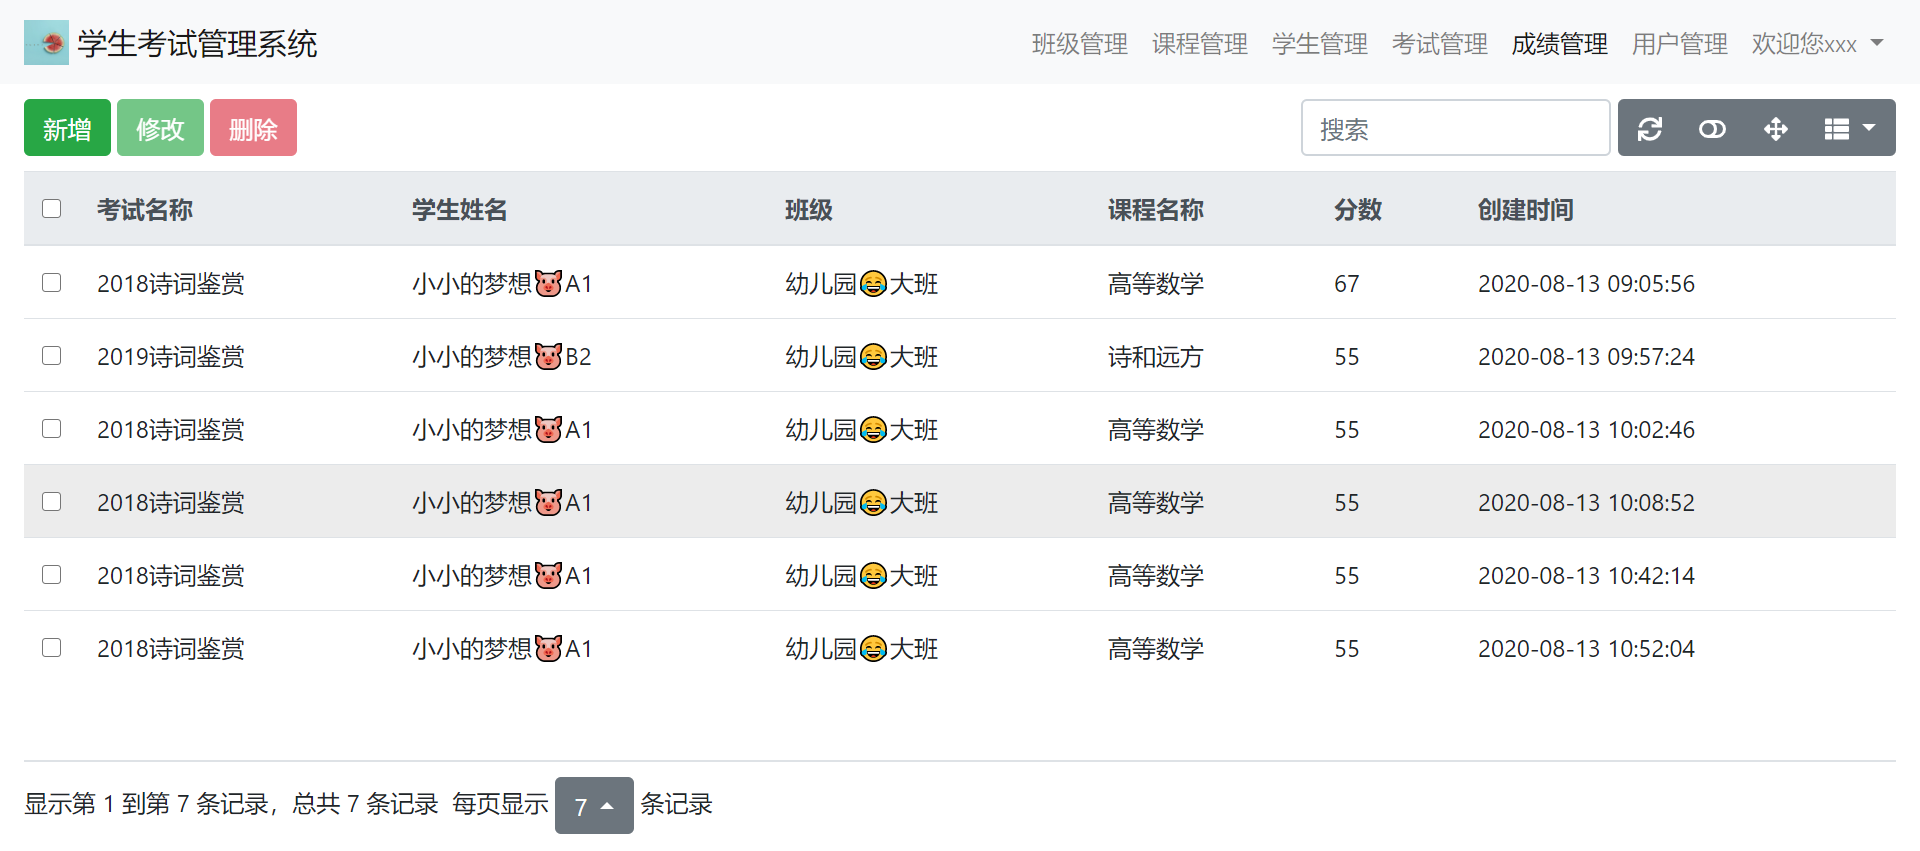 学生考试管理系统 班级管理 课程管理 学生管理 考试管理 成绩管理 用户管理 欢迎您xxx
新增 修改 删除 搜索
考试名称 学生姓名 班级 课程名称 分数 创建时间
2018诗词鉴赏 小小的梦想🐷A1 幼儿园😂大班 高等数学 67 2020-08-13 09:05:56
2019诗词鉴赏 小小的梦想🐷B2 幼儿园😂大班 诗和远方 55 2020-08-13 09:57:24
2018诗词鉴赏 小小的梦想🐷A1 幼儿园😂大班 高等数学 55 2020-08-13 10:02:46
2018诗词鉴赏 小小的梦想🐷A1 幼儿园😂大班 高等数学 55 2020-08-13 10:08:52
2018诗词鉴赏 小小的梦想🐷A1 幼儿园😂大班 高等数学 55 2020-08-13 10:42:14
2018诗词鉴赏 小小的梦想🐷A1 幼儿园😂大班 高等数学 55 2020-08-13 10:52:04
显示第 1 到第 7 条记录，总共 7 条记录 每页显示 7 条记录